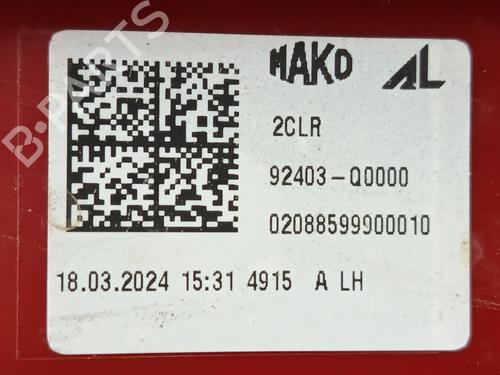 B-PARTS
MAKO AL
2CLR
92403-Q0000
02088599900010
18.03.2024 15:31 4915 A LH